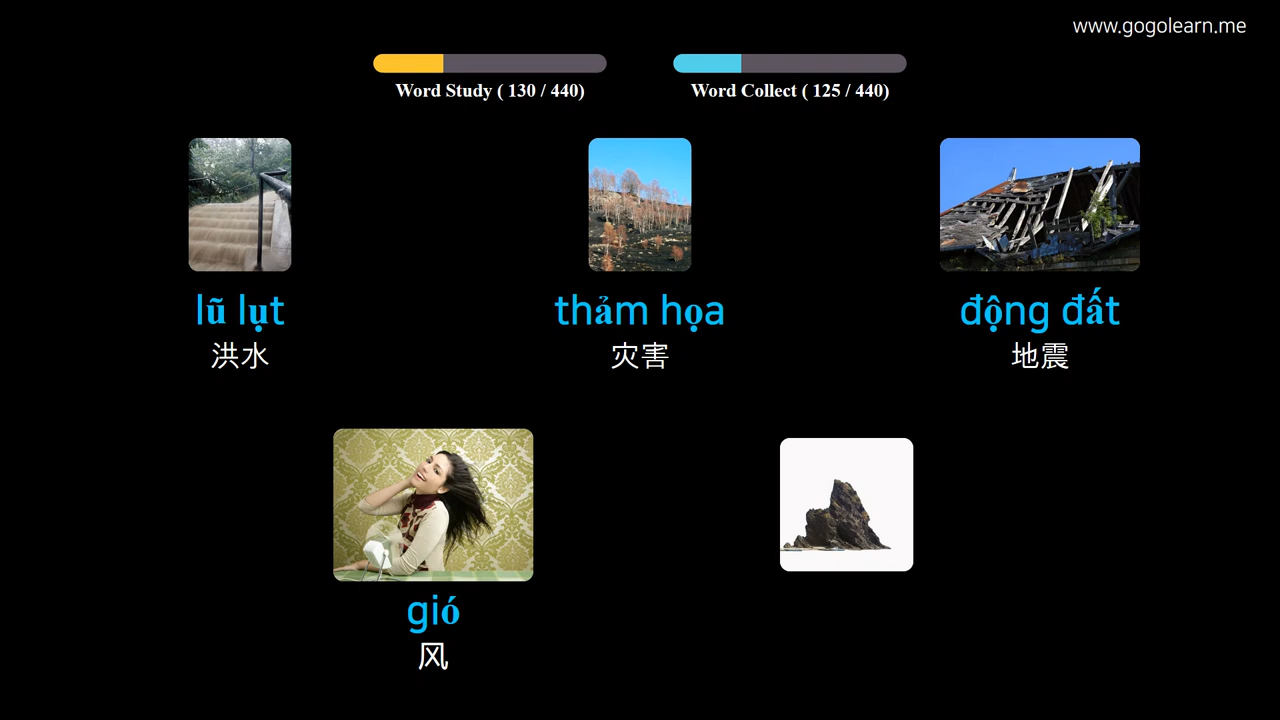 www.gogolearn.me
Word Study ( 130 / 440)
Word Collect ( 125 / 440)
lũ lụt
洪水
thảm họa
灾害
động đất
地震
gió
风